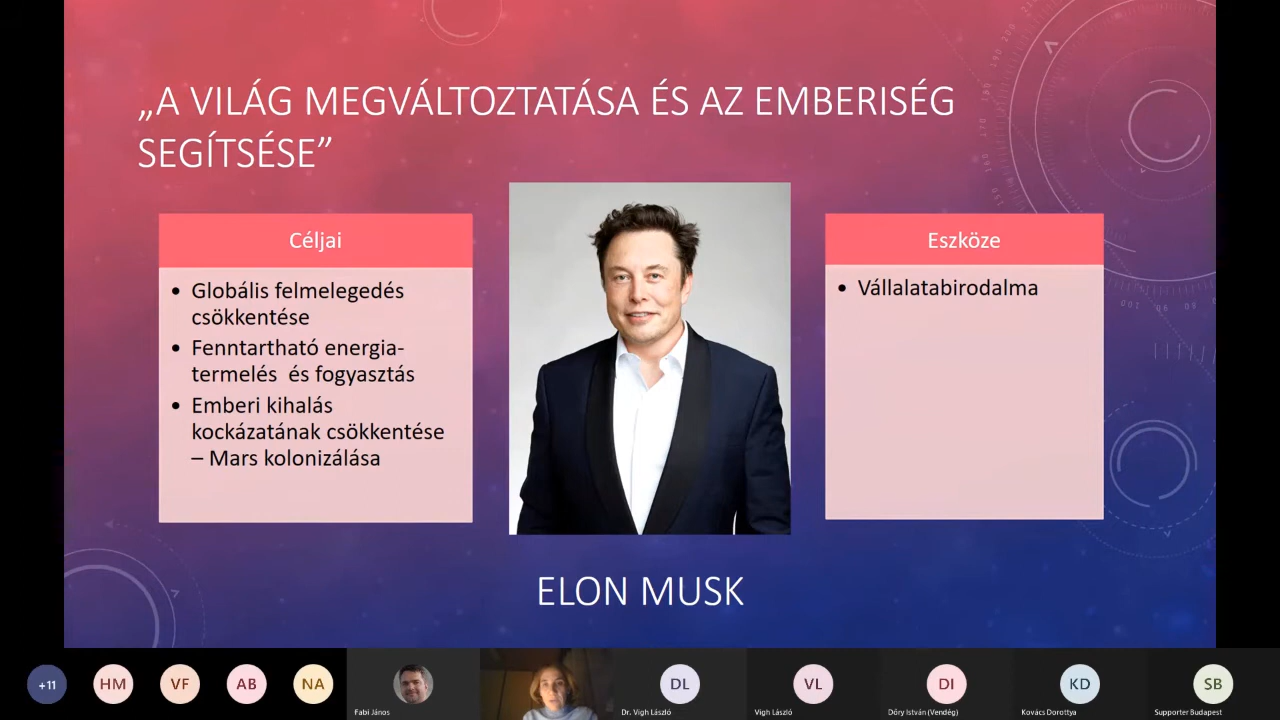 „A VILÁG MEGVÁLTOZTATÁSA ÉS AZ EMBERISÉG
SEGÍTSÉSE”
Céljai
• Globális felmelegedés
csökkentése
• Fenntartható energia-
termelés és fogyasztás
• Emberi kihalás
kockázatának csökkentése
– Mars kolonizálása
Eszköze
• Vállalatabirodalma
ELON MUSK
+11
HM
VF
AB
NA
Fabi János
DL
Dr. Vigh László
VL
Vigh László
DI
Dőry István (Vendég)
KD
Kovács Dorottya
SB
Supporter Budapest